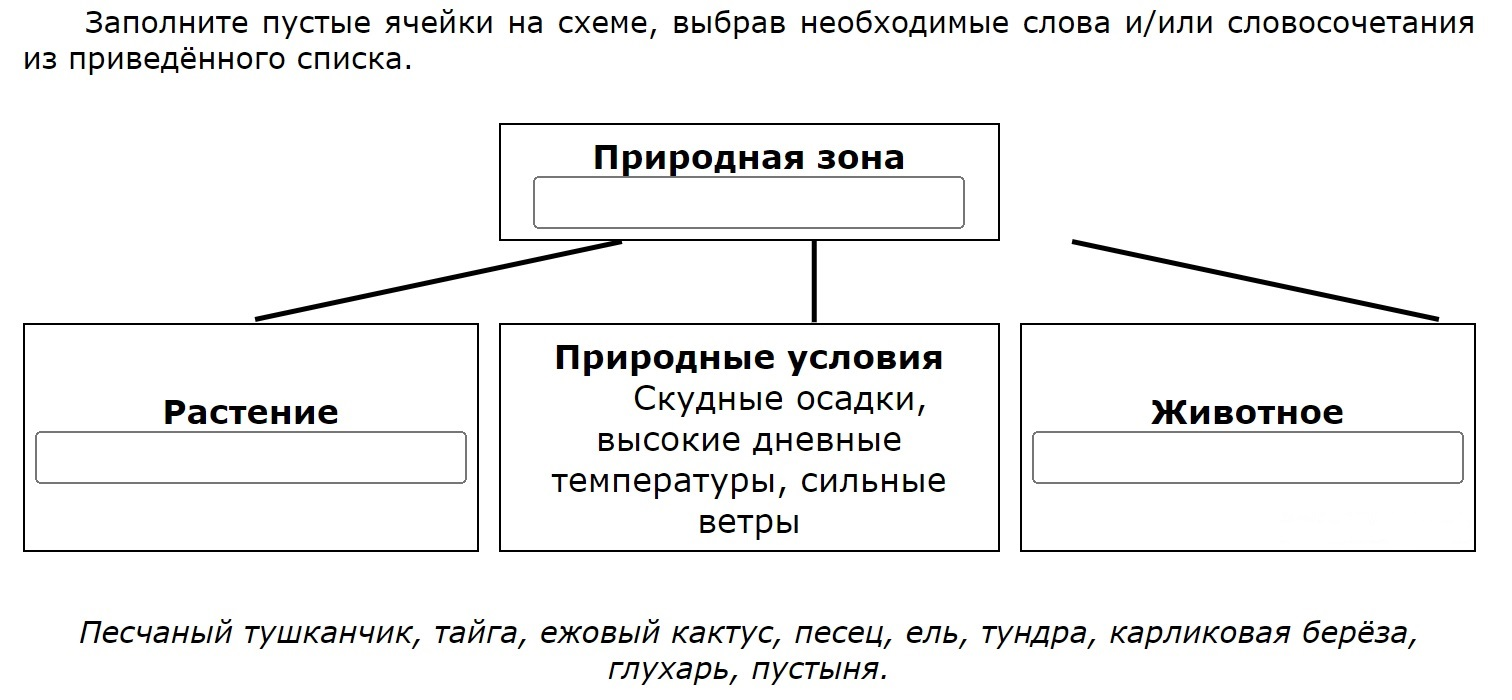 Заполните пустые ячейки на схеме, выбрав необходимые слова и/или словосочетания
из приведённого списка.
Природная зона
Растение
Природные условия
Скудные осадки,
высокие дневные
температуры, сильные
ветры
Животное
Песчаный тушканчик, тайга, ежовый кактус, песец, ель, тундра, карликовая берёза,
глухарь, пустыня.